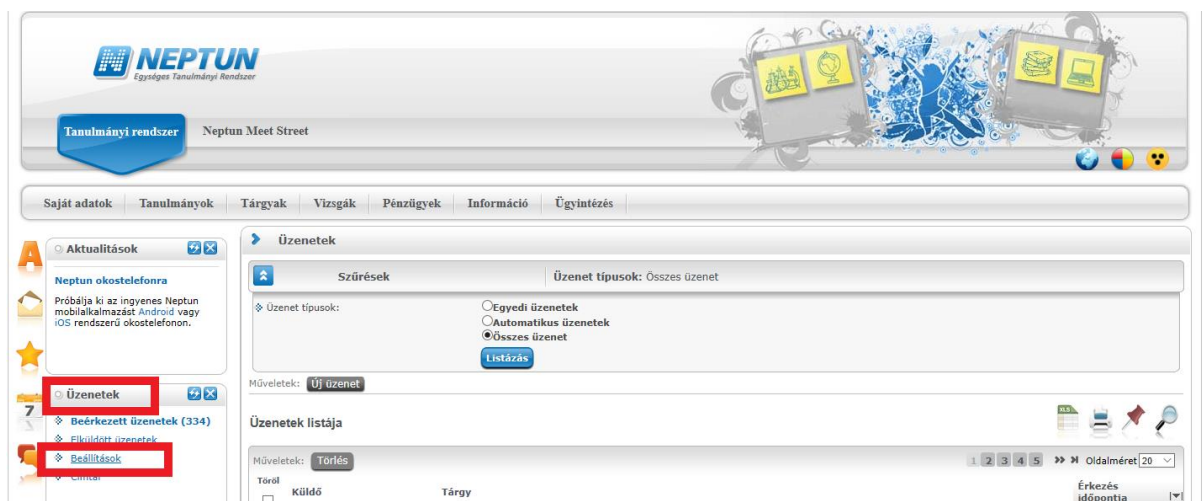 NEPTUN
Egységes Tanulmányi Rendszer
Tanulmányi rendszer
Neptun Meet Street
Saját adatok Tanulmányok Tárgyak Vizsgák Pénzügyek Információ Ügyintézés
Aktualitások
Neptun okostelefonra
Próbálja ki az ingyenes Neptun
mobilalkalmazást Android vagy
iOS rendszerű okostelefonon.
7
Üzenetek
Beérkezett üzenetek (334)
Elküldött üzenetek
Beállítások
Címtár
Üzenetek
Szűrések
Üzenet típusok: Összes üzenet
Üzenet típusok:
Egyedi üzenetek
Automatikus üzenetek
Összes üzenet
Listázás
Műveletek: Új üzenet
Üzenetek listája
XLS
Műveletek: Törlés
1 2 3 4 5 Oldalméret 20
Töröl
Küldő
Tárgy
Érkezés
időpontja